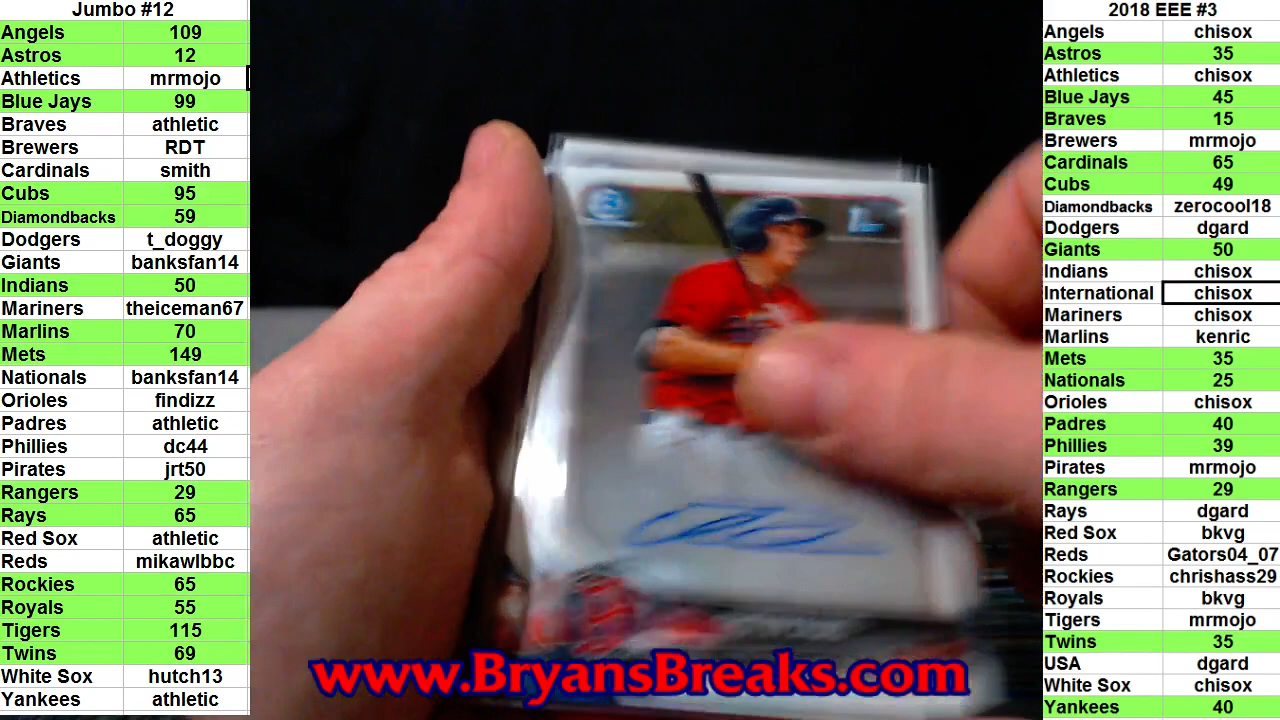 Jumbo #12
Angels 109
Astros 12
Athletics mrmojo
Blue Jays 99
Braves athletic
Brewers RDT
Cardinals smith
Cubs 95
Diamondbacks 59
Dodgers t_doggy
Giants banksfan14
Indians 50
Mariners theiceman67
Marlins 70
Mets 149
Nationals banksfan14
Orioles findizz
Padres athletic
Phillies dc44
Pirates jrt50
Rangers 29
Rays 65
Red Sox athletic
Reds mikawlbbc
Rockies 65
Royals 55
Tigers 115
Twins 69
White Sox hutch13
Yankees athletic
www.BryansBreaks.com
2018 EEE #3
Angels chisox
Astros 35
Athletics chisox
Blue Jays 45
Braves 15
Brewers mrmojo
Cardinals 65
Cubs 49
Diamondbacks zerocool18
Dodgers dgard
Giants 50
Indians chisox
International chisox
Mariners chisox
Marlins kenric
Mets 35
Nationals 25
Orioles chisox
Padres 40
Phillies 39
Pirates mrmojo
Rangers 29
Rays dgard
Red Sox bkvg
Reds Gators04_07
Rockies chrishass29
Royals bkvg
Tigers mrmojo
Twins 35
USA dgard
White Sox chisox
Yankees 40